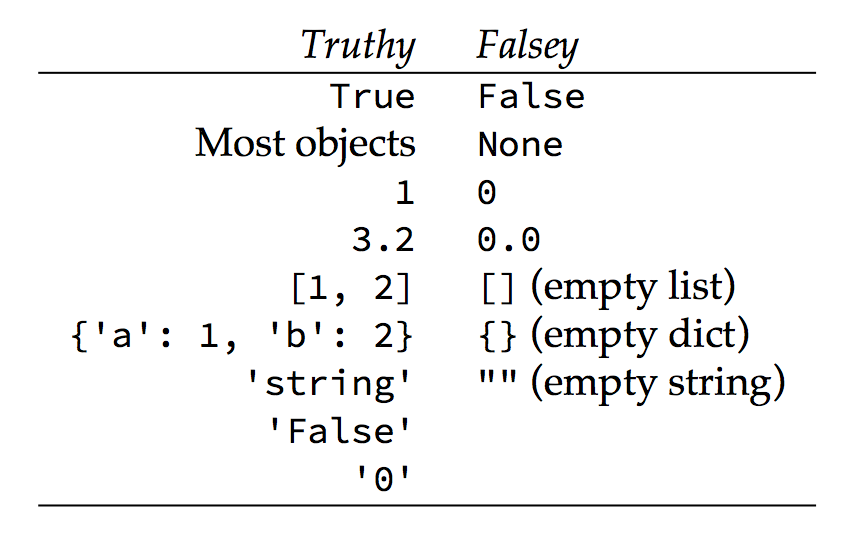 Truthy Falsey
True False
Most objects None
1 0
3.2 0.0
[1, 2] [] (empty list)
{'a': 1, 'b': 2} {} (empty dict)
'string' "" (empty string)
'False'
'0'